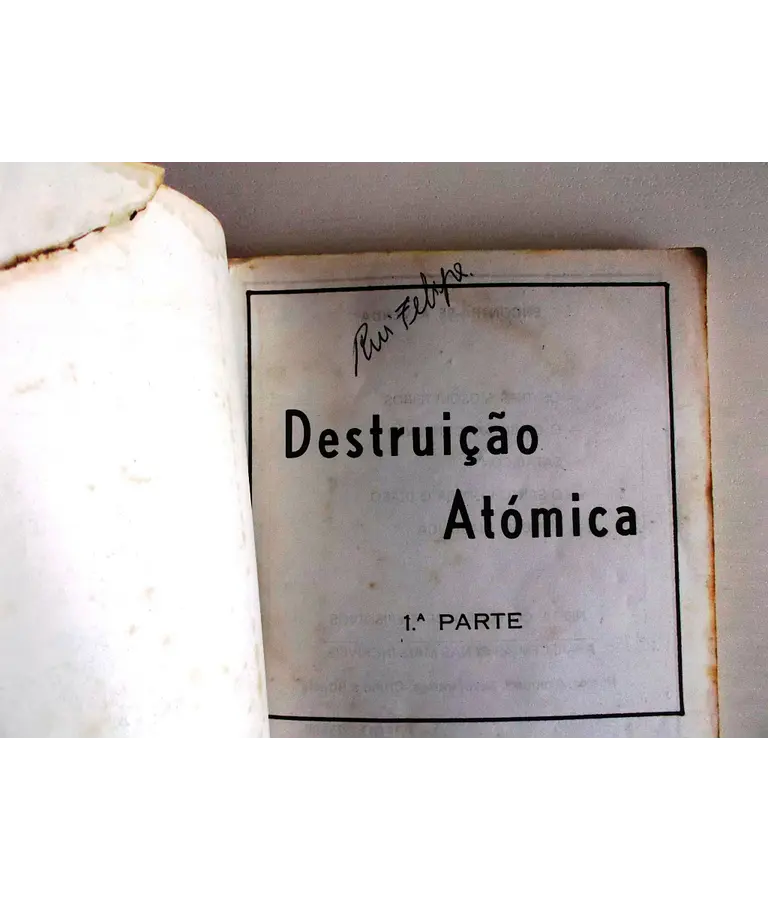 Rui Felipe.
Destruição
Atómica
1.ª PARTE